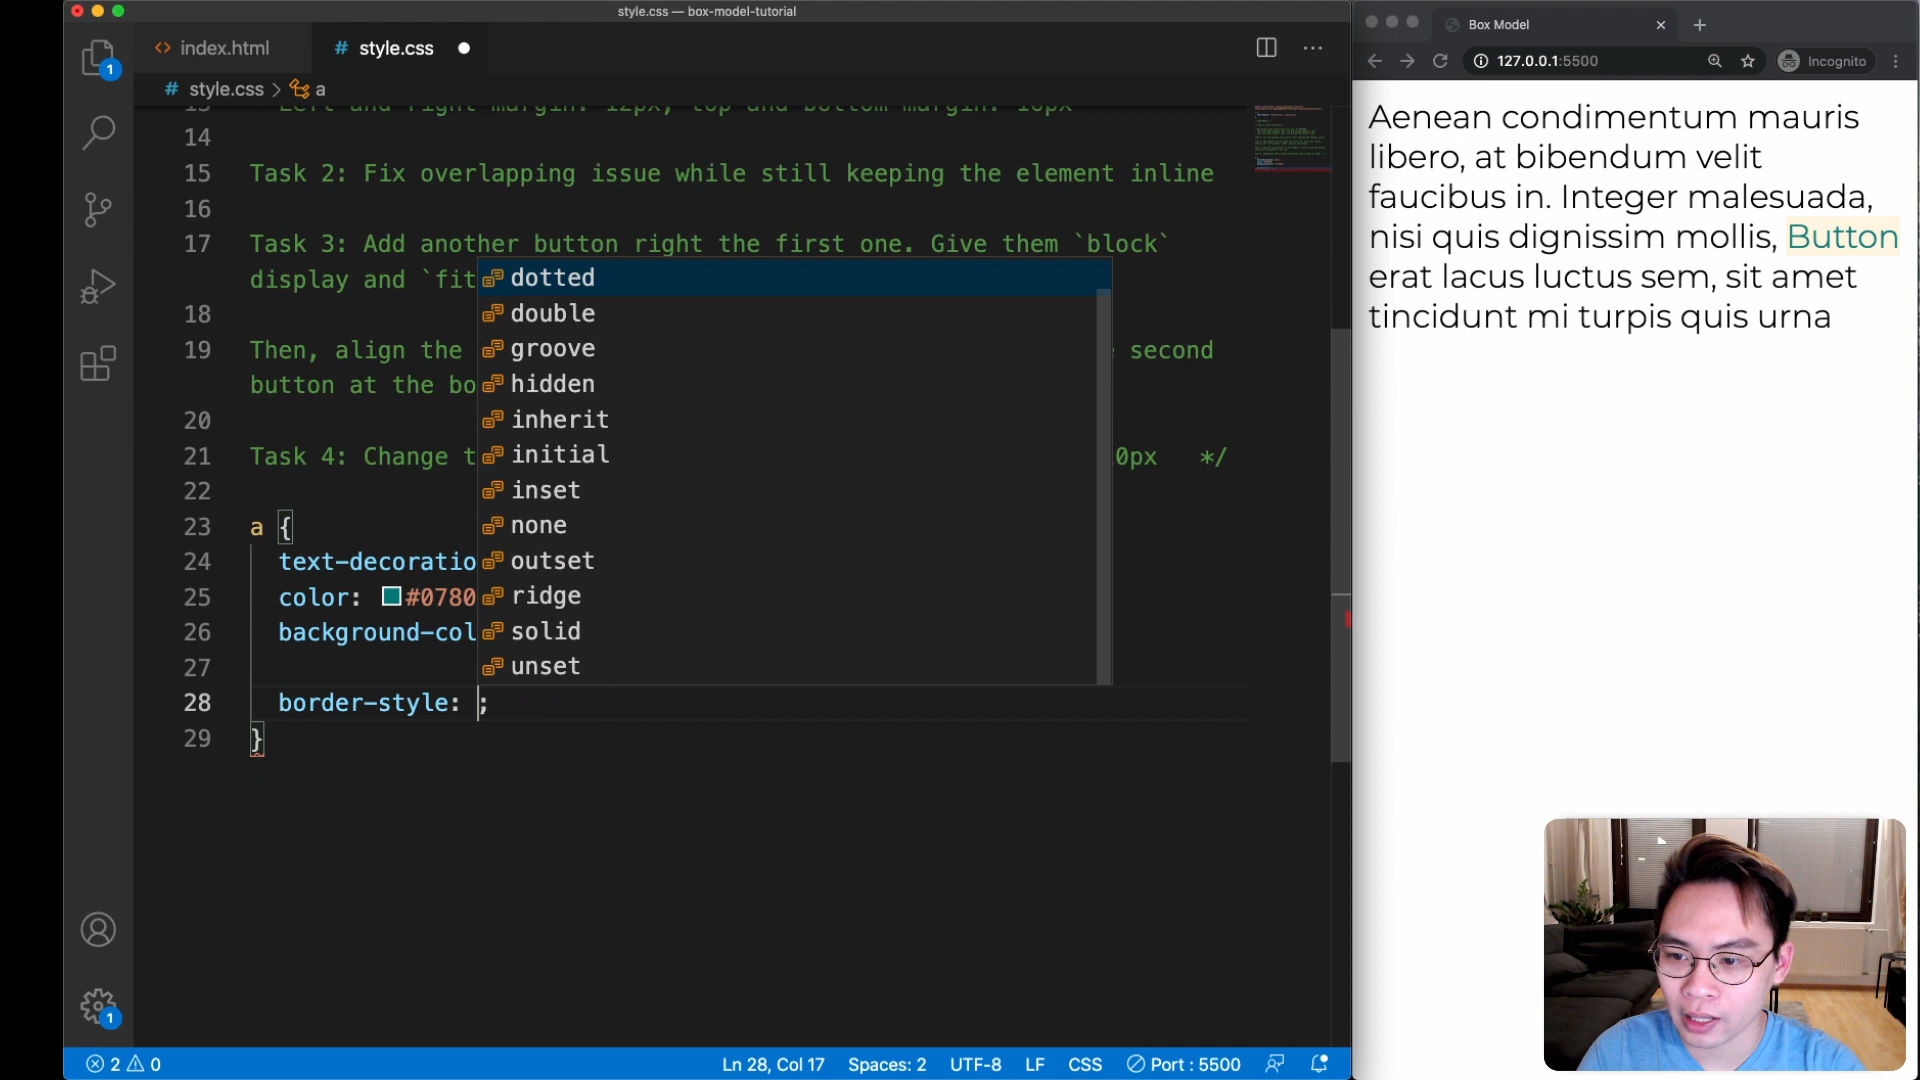 style.css — box-model-tutorial
index.html
# style.css
# style.css > a
1
14
15 Task 2: Fix overlapping issue while still keeping the element inline
16
17 Task 3: Add another button right the first one. Give them `block`
display and `fit
18
19 Then, align the second
button at the bo
20
21 Task 4: Change t 0px */
22
23 a {
24 text-decoratio
25 color: #0780
26 background-col
27
28 border-style: ;
29 }
dotted
double
groove
hidden
inherit
initial
inset
none
outset
ridge
solid
unset
1
2 0
Ln 28, Col 17 Spaces: 2 UTF-8 LF CSS Port : 5500
Box Model
127.0.0.1:5500
Incognito
Aenean condimentum mauris
libero, at bibendum velit
faucibus in. Integer malesuada,
nisi quis dignissim mollis, Button
erat lacus luctus sem, sit amet
tincidunt mi turpis quis urna